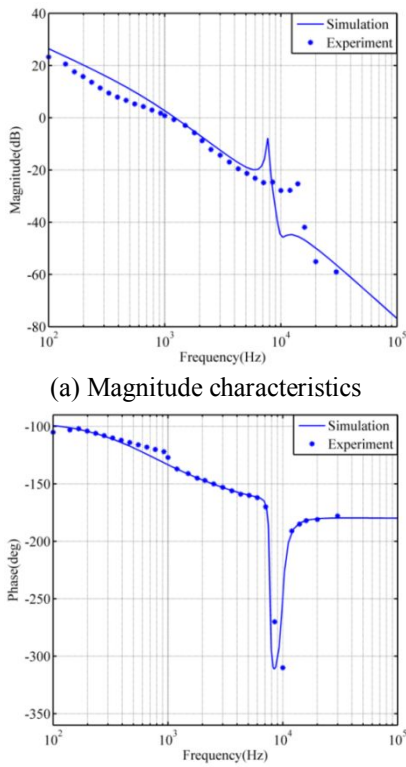 40
20
0
-20
-40
-60
-80
Magnitude(dB)
Simulation
Experiment
10^2
10^3
10^4
10^5
Frequency(Hz)
(a) Magnitude characteristics
-100
-150
-200
-250
-300
-350
Phase(deg)
Simulation
Experiment
10^2
10^3
10^4
10^5
Frequency(Hz)